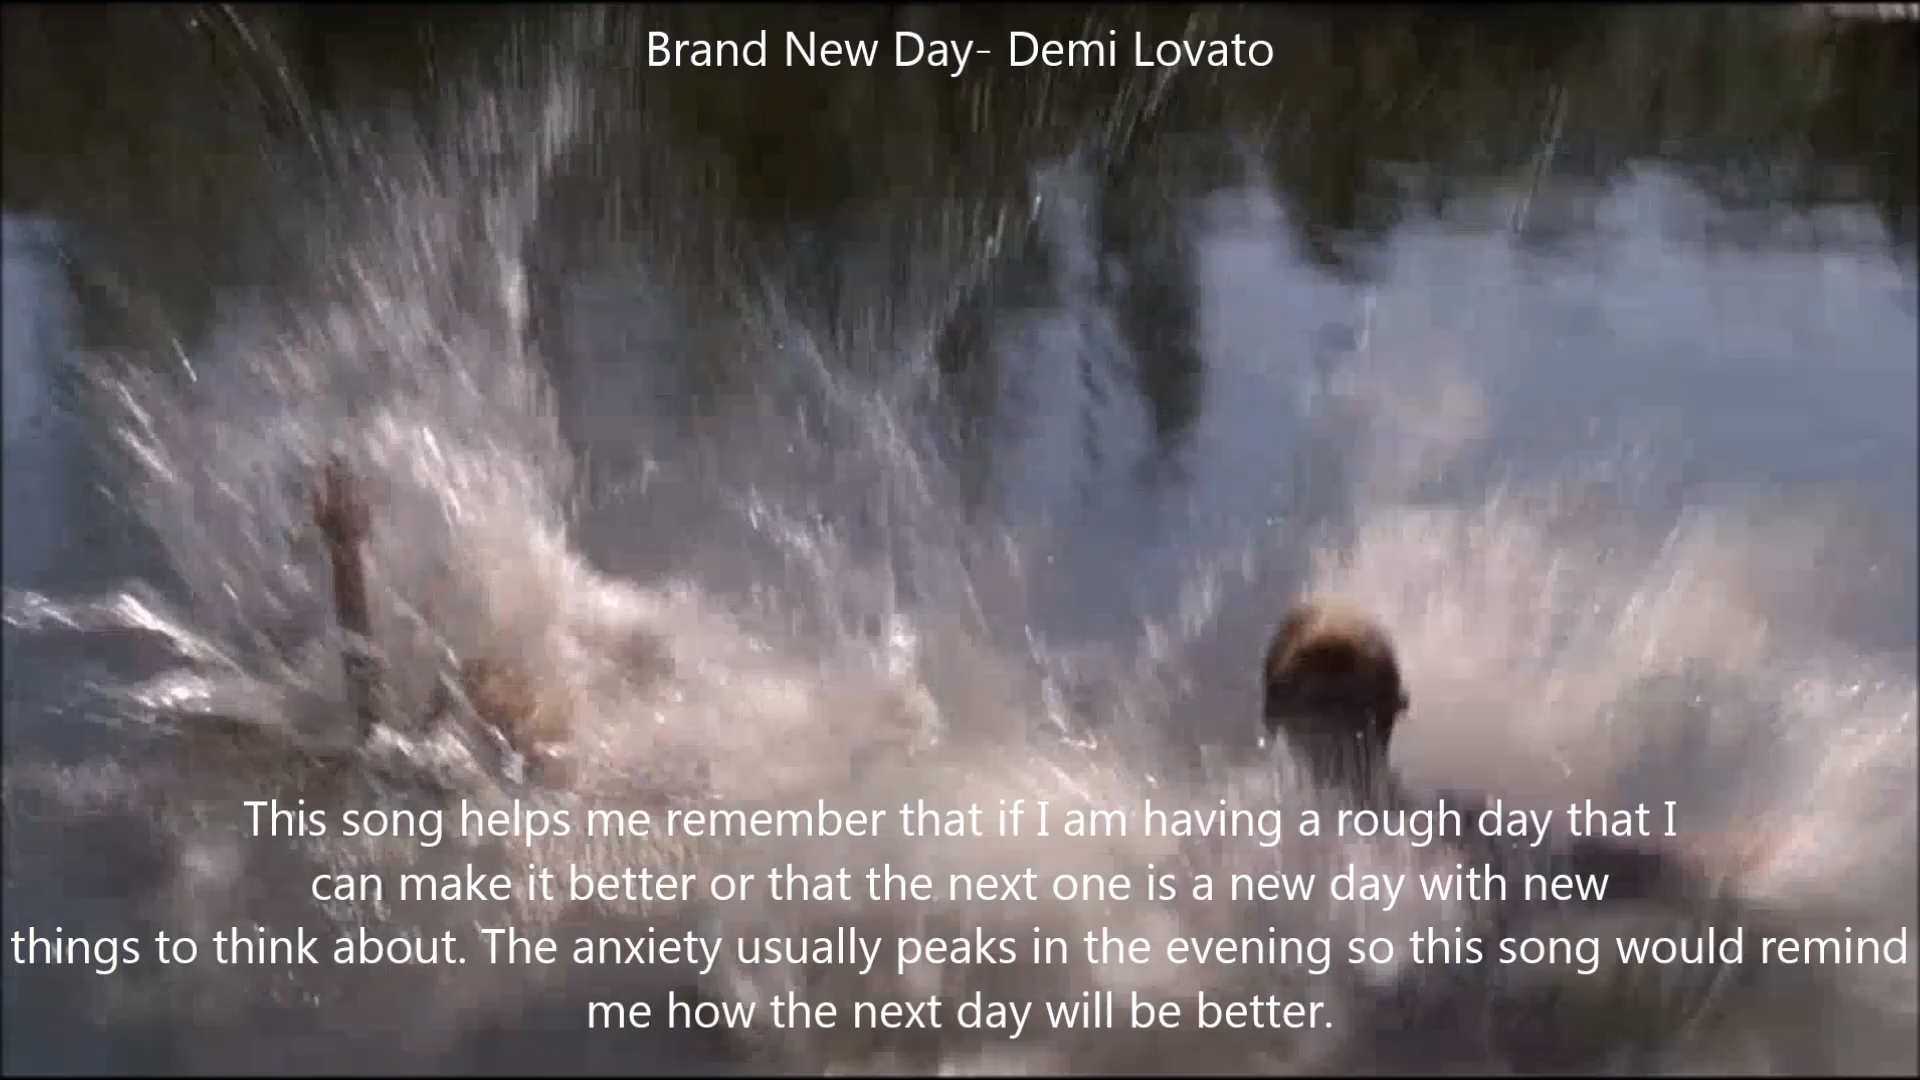 Brand New Day- Demi Lovato
This song helps me remember that if I am having a rough day that I
can make it better or that the next one is a new day with new
things to think about. The anxiety usually peaks in the evening so this song would remind
me how the next day will be better.